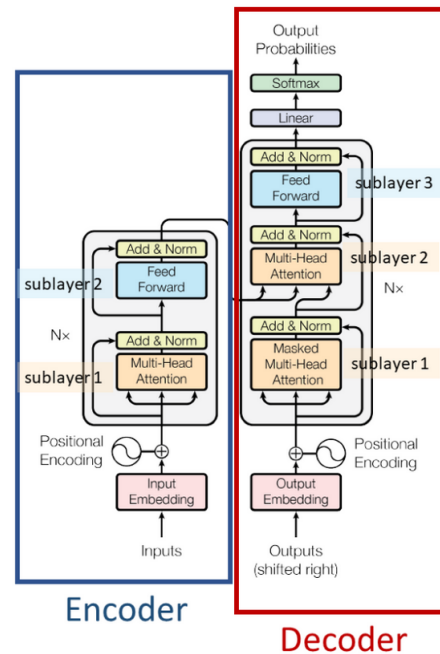 Output
Probabilities
Softmax
Linear
Add & Norm
Feed
Forward
sublayer 3
Add & Norm
Multi-Head
Attention
sublayer 2
N×
Add & Norm
Masked
Multi-Head
Attention
sublayer 1
Positional
Encoding
Output
Embedding
Outputs
(shifted right)
Decoder
Add & Norm
Feed
Forward
sublayer 2
N×
Add & Norm
Multi-Head
Attention
sublayer 1
Positional
Encoding
Input
Embedding
Inputs
Encoder